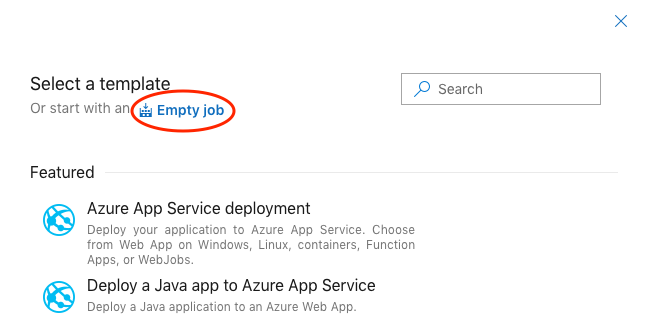 Select a template
Search
Or start with an Empty job
Featured
Azure App Service deployment
Deploy your application to Azure App Service. Choose
from Web App on Windows, Linux, containers, Function
Apps, or WebJobs.
Deploy a Java app to Azure App Service
Deploy a Java application to an Azure Web App.